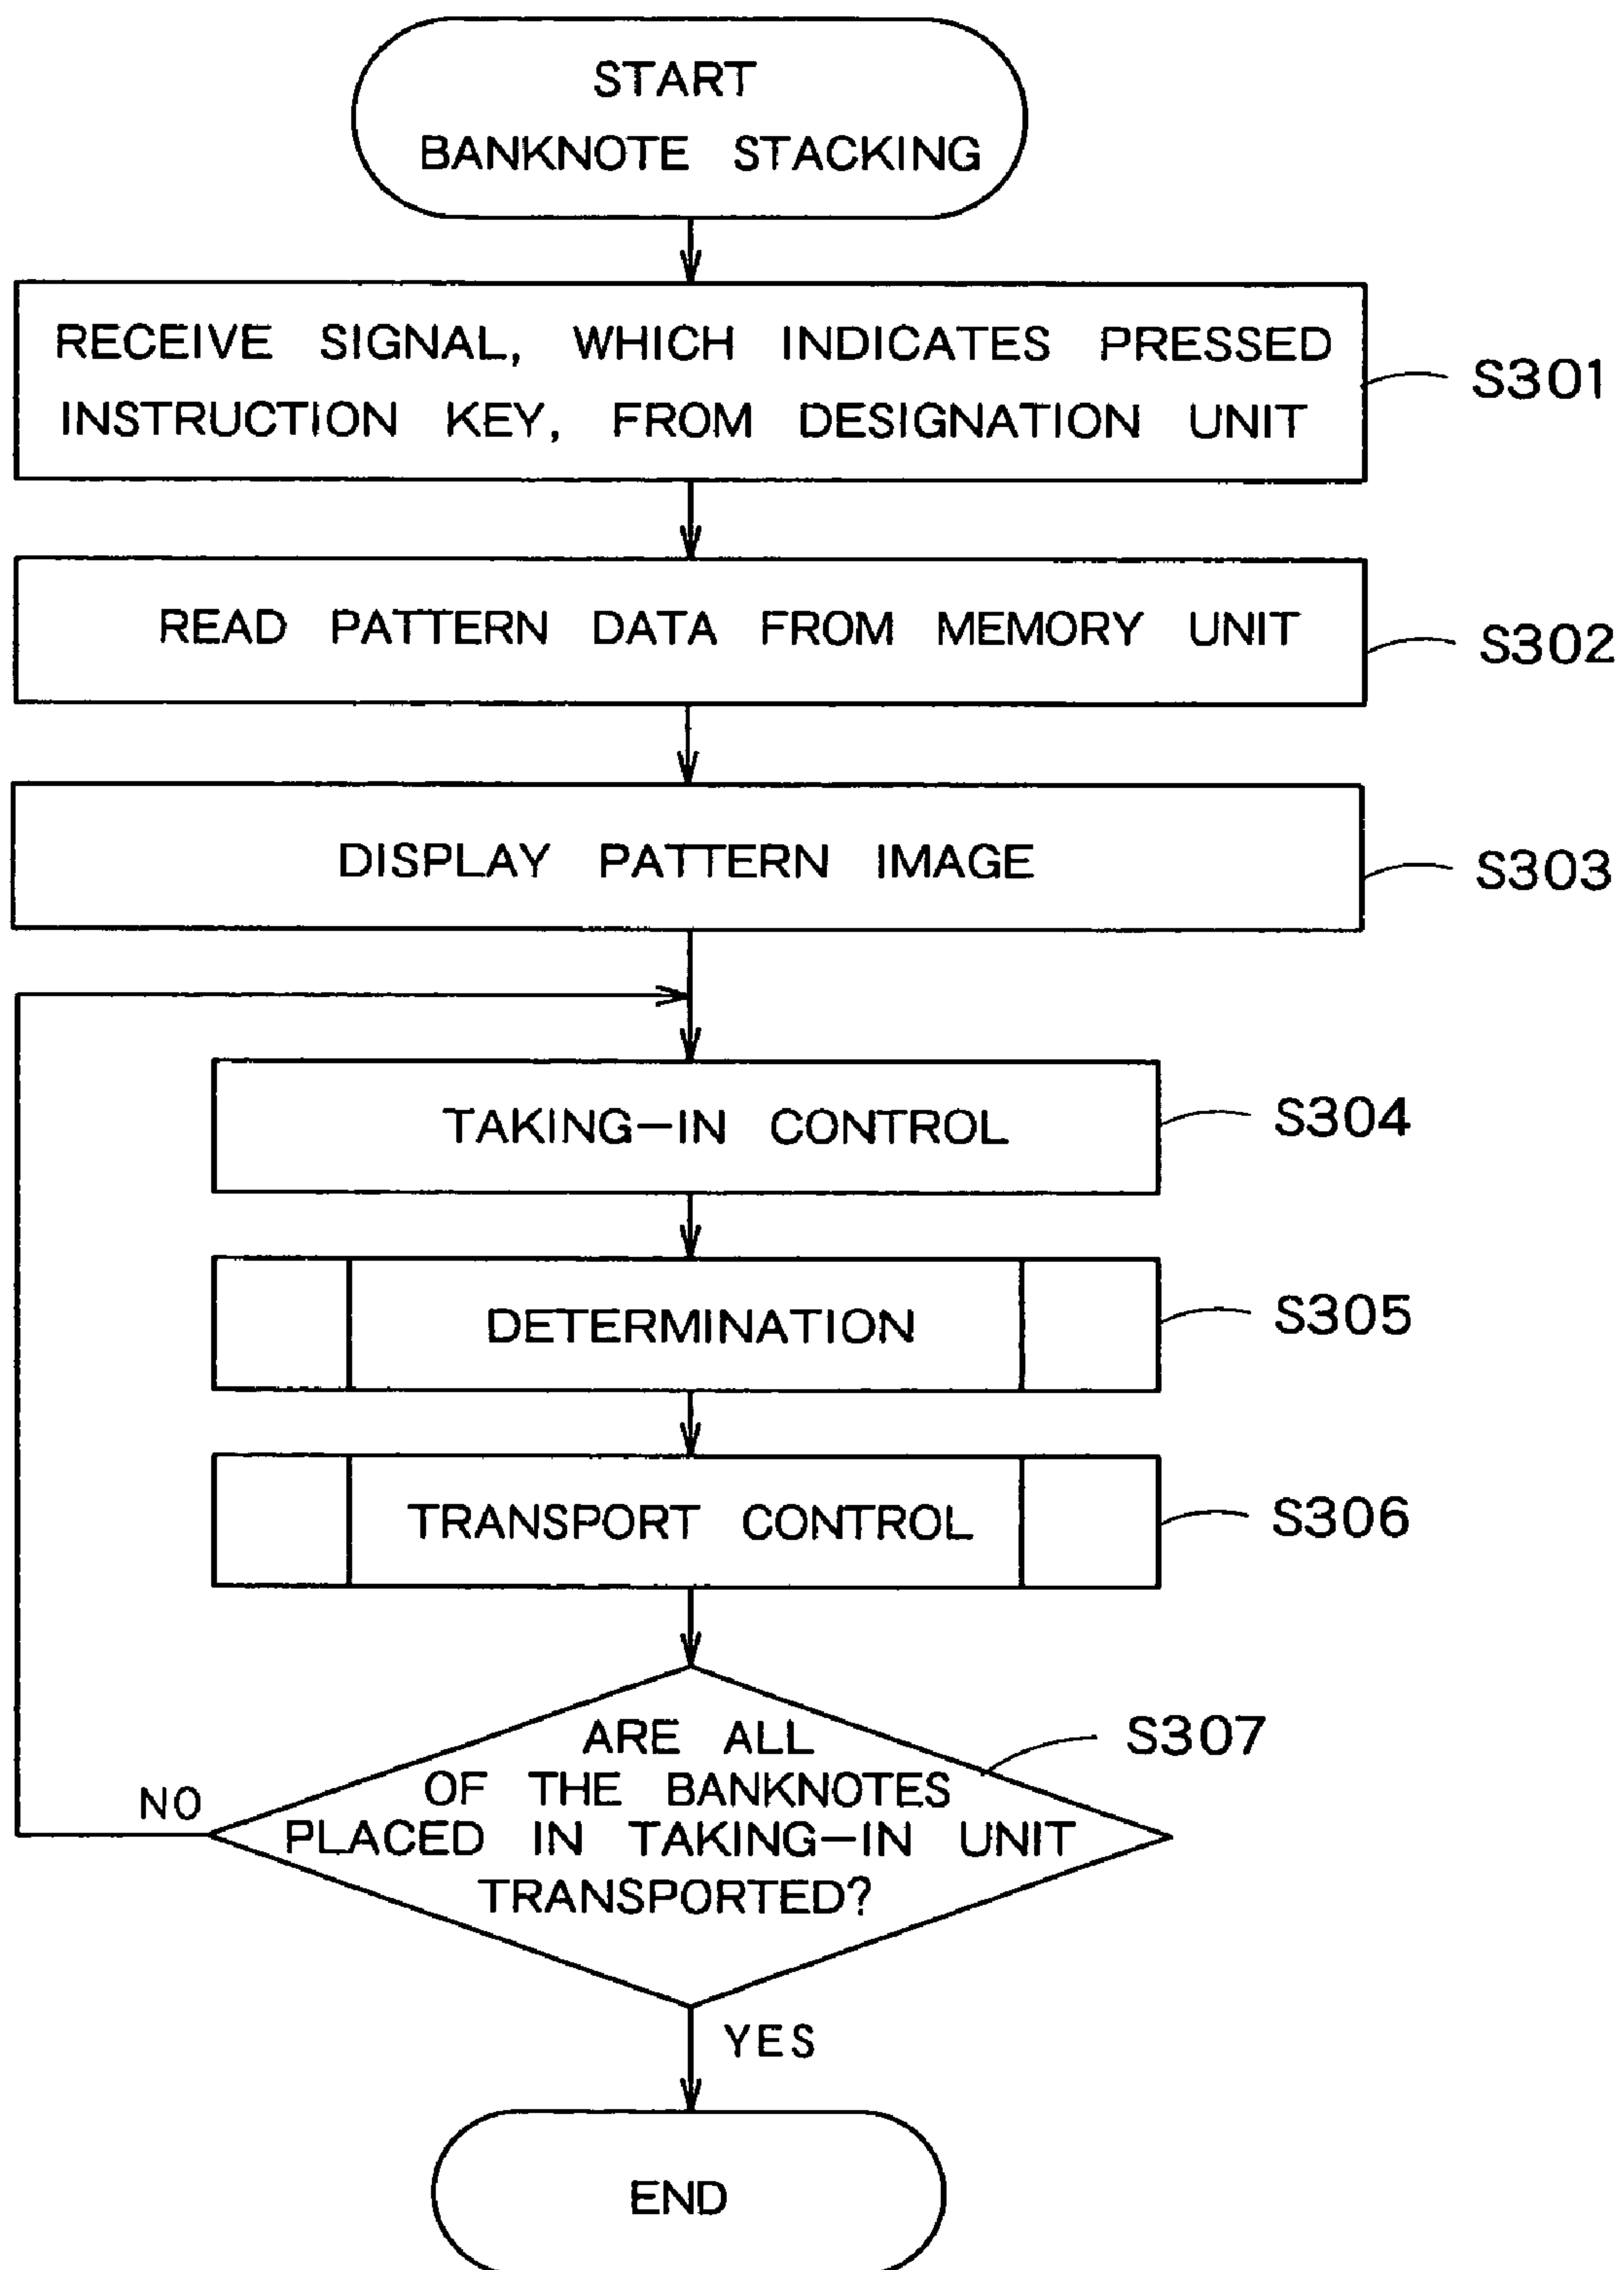 START
BANKNOTE STACKING
RECEIVE SIGNAL, WHICH INDICATES PRESSED
INSTRUCTION KEY, FROM DESIGNATION UNIT
S301
READ PATTERN DATA FROM MEMORY UNIT
S302
DISPLAY PATTERN IMAGE
S303
TAKING-IN CONTROL
S304
DETERMINATION
S305
TRANSPORT CONTROL
S306
ARE ALL
OF THE BANKNOTES
PLACED IN TAKING-IN UNIT
TRANSPORTED?
S307
NO
YES
END